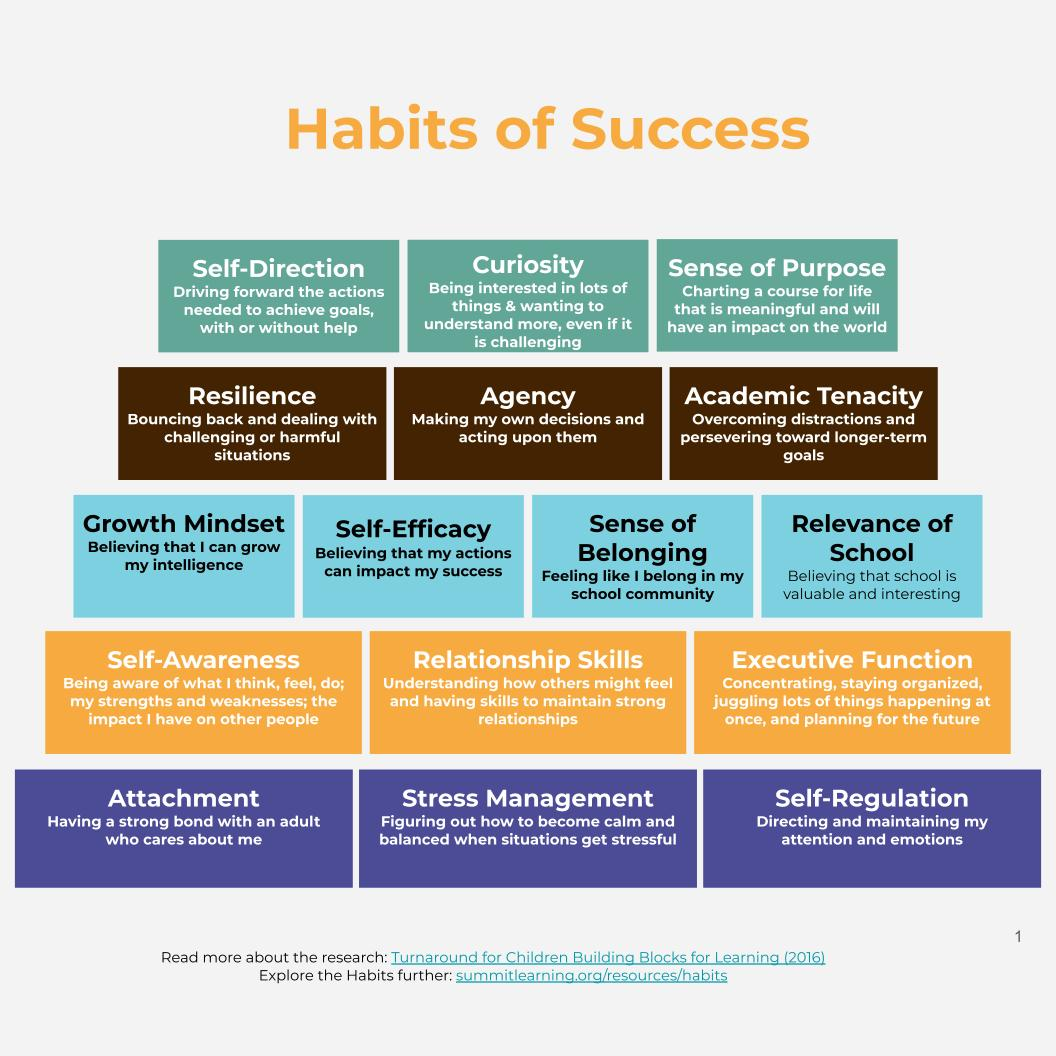 Habits of Success
Self-Direction
Driving forward the actions
needed to achieve goals,
with or without help
Curiosity
Being interested in lots of
things & wanting to
understand more, even if it
is challenging
Sense of Purpose
Charting a course for life
that is meaningful and will
have an impact on the world
Resilience
Bouncing back and dealing with
challenging or harmful
situations
Agency
Making my own decisions and
acting upon them
Academic Tenacity
Overcoming distractions and
persevering toward longer-term
goals
Growth Mindset
Believing that I can grow
my intelligence
Self-Efficacy
Believing that my actions
can impact my success
Sense of
Belonging
Feeling like I belong in my
school community
Relevance of
School
Believing that school is
valuable and interesting
Self-Awareness
Being aware of what I think, feel, do;
my strengths and weaknesses; the
impact I have on other people
Relationship Skills
Understanding how others might feel
and having skills to maintain strong
relationships
Executive Function
Concentrating, staying organized,
juggling lots of things happening at
once, and planning for the future
Attachment
Having a strong bond with an adult
who cares about me
Stress Management
Figuring out how to become calm and
balanced when situations get stressful
Self-Regulation
Directing and maintaining my
attention and emotions
1
Read more about the research: Turnaround for Children Building Blocks for Learning (2016)
Explore the Habits further: summitlearning.org/resources/habits